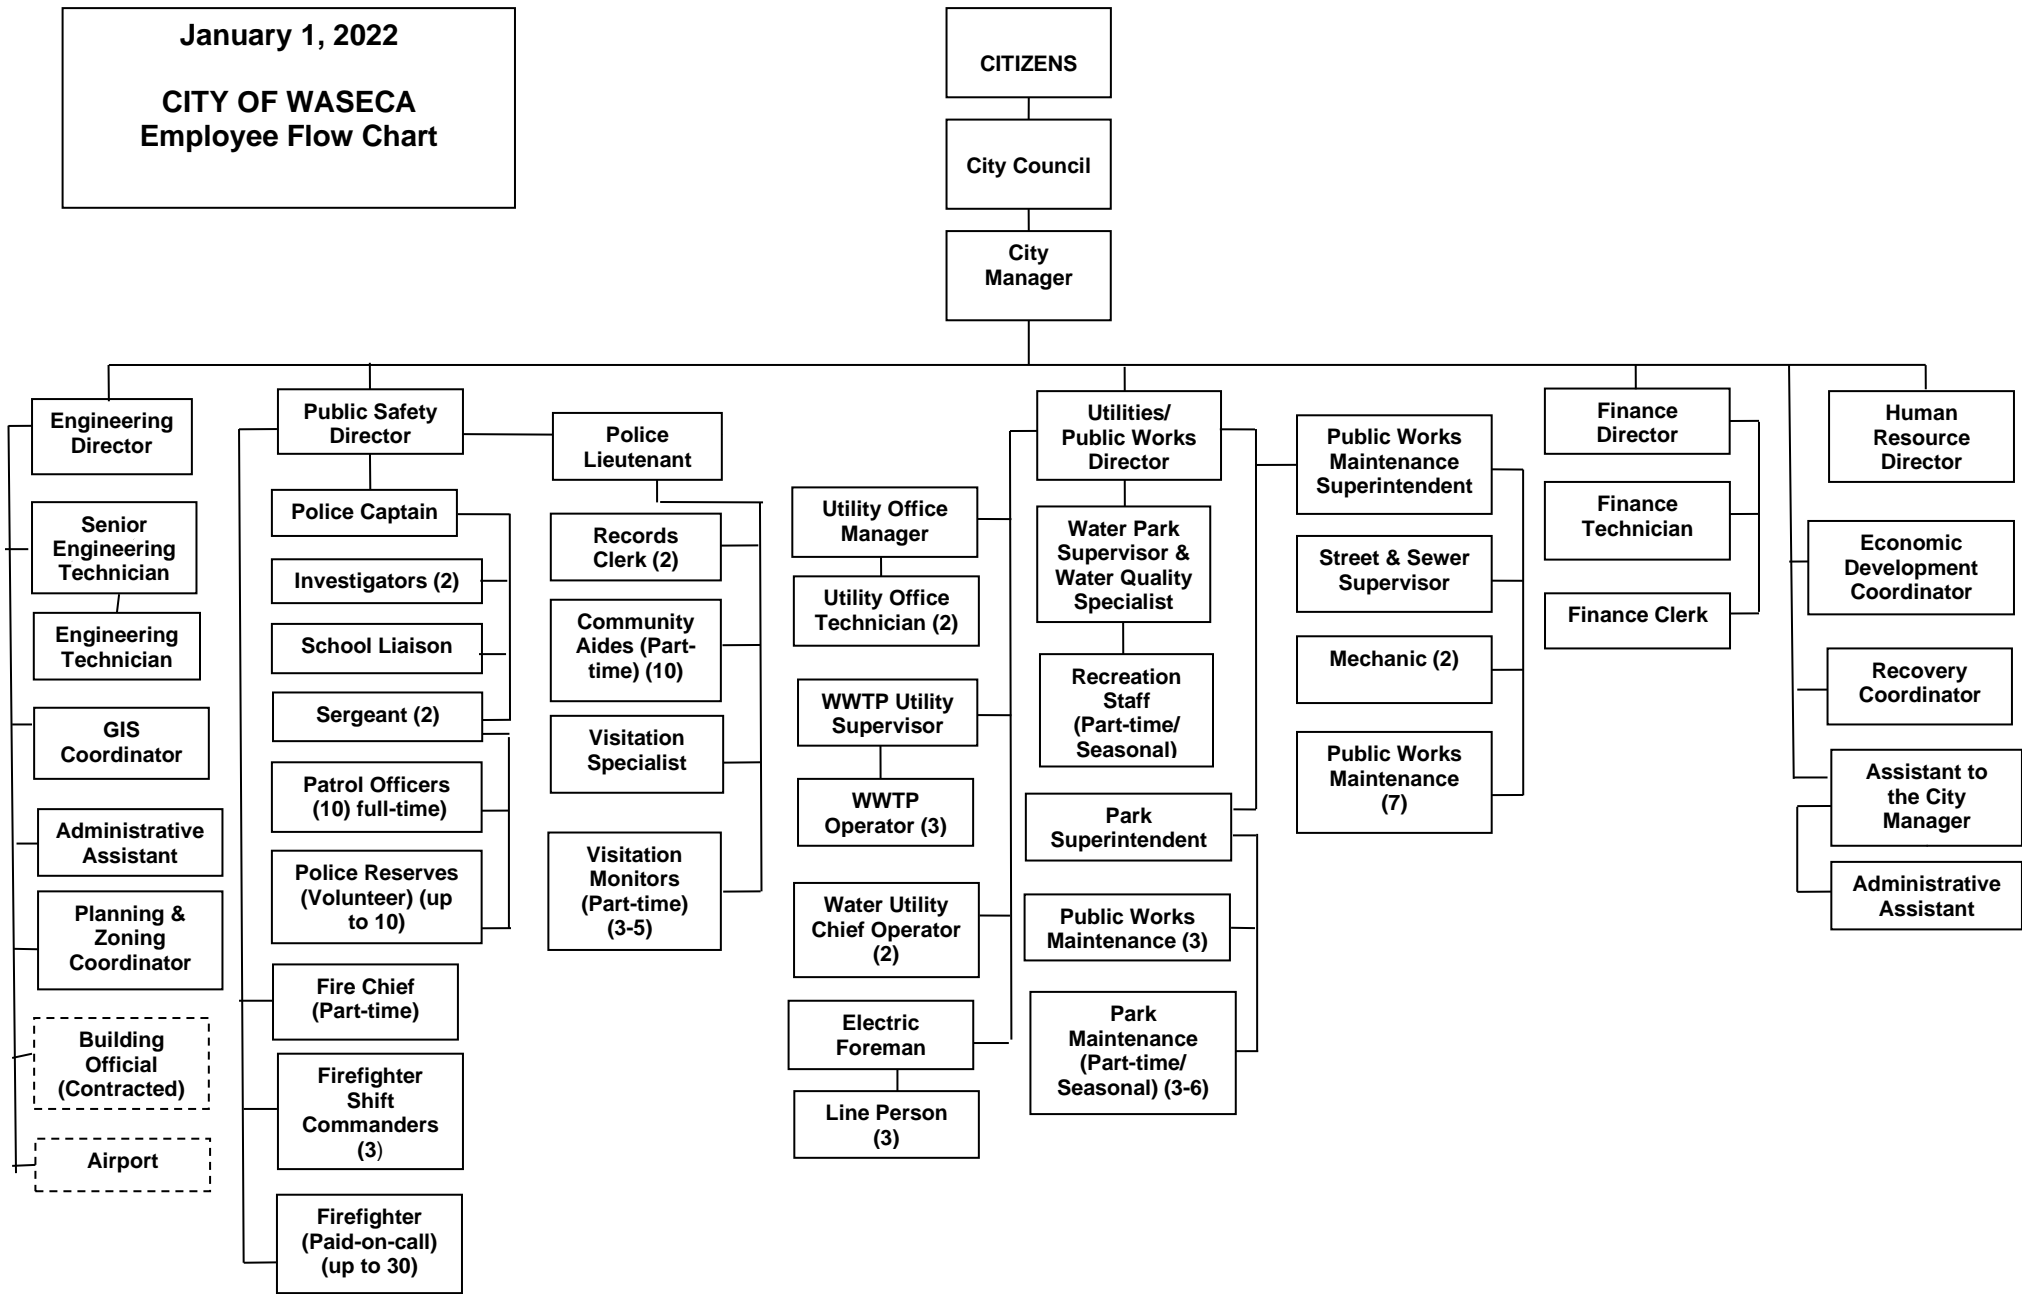 January 1, 2022
CITY OF WASECA
Employee Flow Chart
CITIZENS
City Council
City
Manager
Engineering
Director
Senior
Engineering
Technician
Engineering
Technician
GIS
Coordinator
Administrative
Assistant
Planning &
Zoning
Coordinator
Building
Official
(Contracted)
Airport
Public Safety
Director
Police Captain
Investigators (2)
School Liaison
Sergeant (2)
Patrol Officers
(10) full-time)
Police Reserves
(Volunteer) (up
to 10)
Fire Chief
(Part-time)
Firefighter
Shift
Commanders
(3)
Firefighter
(Paid-on-call)
(up to 30)
Police
Lieutenant
Records
Clerk (2)
Community
Aides (Part-
time) (10)
Visitation
Specialist
Visitation
Monitors
(Part-time)
(3-5)
Utilities/
Public Works
Director
Utility Office
Manager
Utility Office
Technician (2)
WWTP Utility
Supervisor
WWTP
Operator (3)
Water Utility
Chief Operator
(2)
Electric
Foreman
Line Person
(3)
Water Park
Supervisor &
Water Quality
Specialist
Recreation
Staff
(Part-time/
Seasonal)
Park
Superintendent
Public Works
Maintenance (3)
Park
Maintenance
(Part-time/
Seasonal) (3-6)
Public Works
Maintenance
Superintendent
Street & Sewer
Supervisor
Mechanic (2)
Public Works
Maintenance
(7)
Finance
Director
Finance
Technician
Finance Clerk
Human
Resource
Director
Economic
Development
Coordinator
Recovery
Coordinator
Assistant to
the City
Manager
Administrative
Assistant